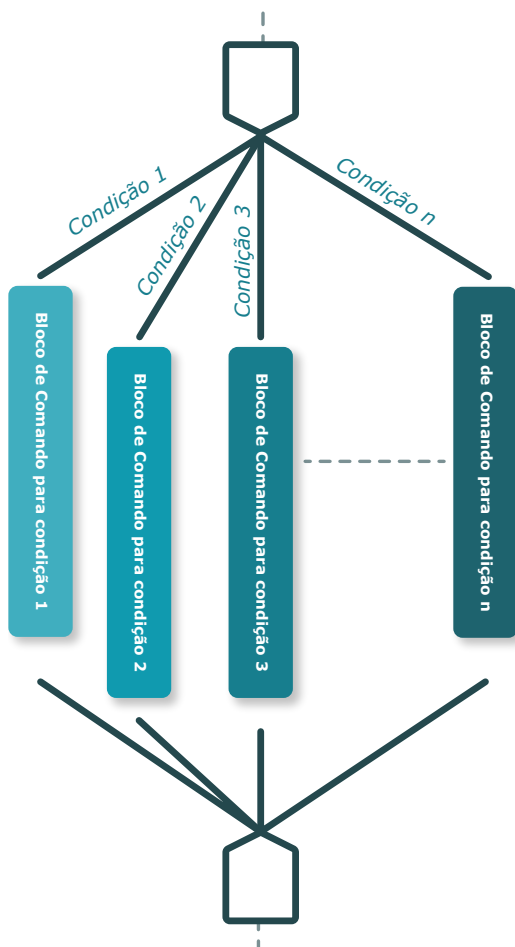 Condição 1
Condição 2
Condição 3
Condição n
Bloco de Comando para condição 1
Bloco de Comando para condição 2
Bloco de Comando para condição 3
Bloco de Comando para condição n